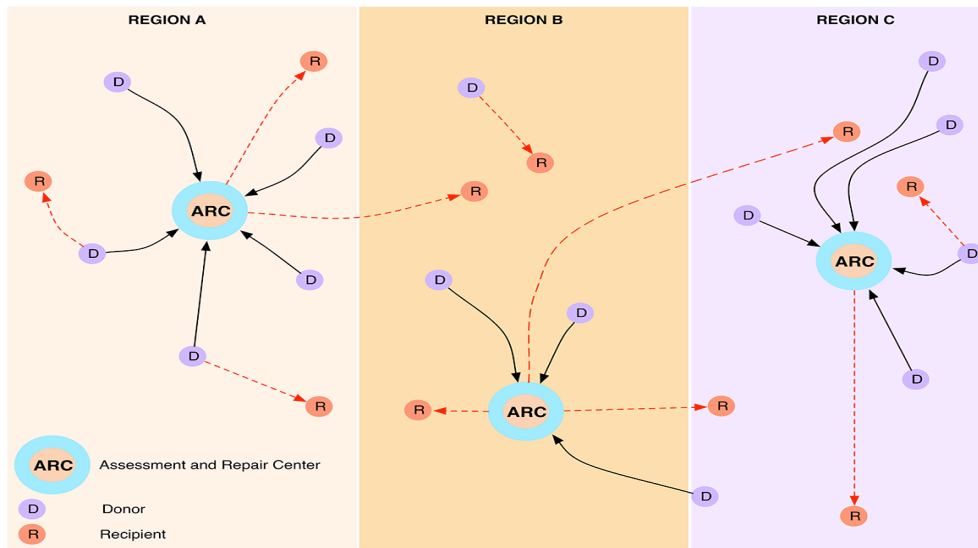 REGION A
REGION B
REGION C
R
D
D
D
R
D
D
R
R
R
D
R
ARC
D
ARC
D
D
D
D
D
D
D
R
R
R
R
ARC
ARC
Assessment and Repair Center
D
D
Donor
R
R
Recipient